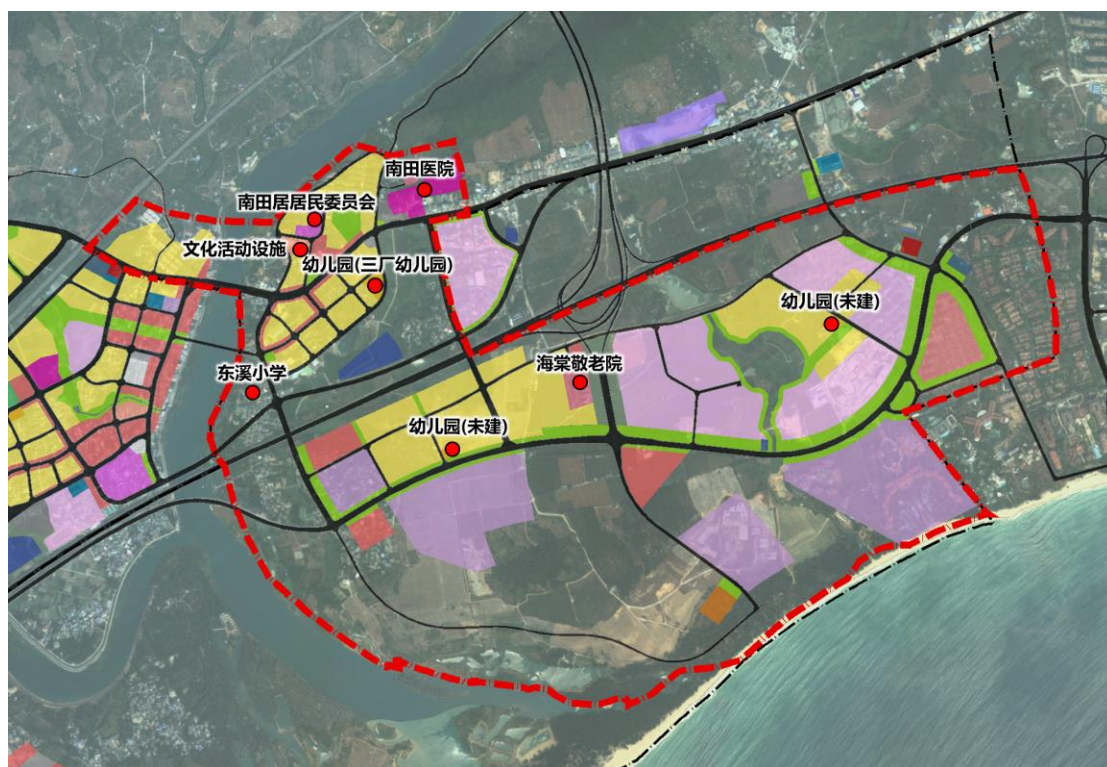 南田医院
南田居居民委员会
文化活动设施
幼儿园(三厂幼儿园)
幼儿园(未建)
海棠敬老院
东溪小学
幼儿园(未建)